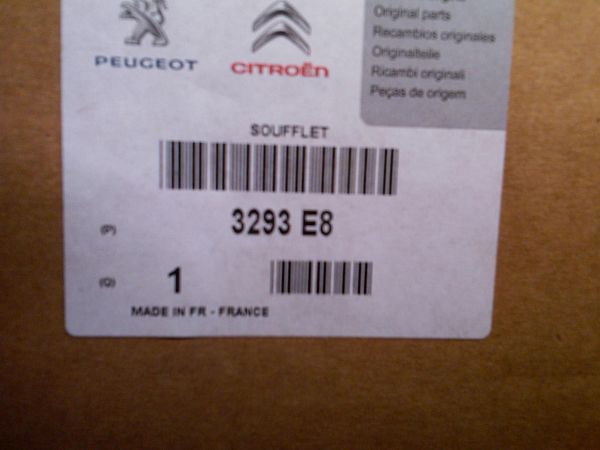 PEUGEOT
CITROËN
Original parts
Recambios originales
Originalteile
Ricambi originali
Peças de origem
SOUFFLET
(P) 3293 E8
(Q) 1
MADE IN FR - FRANCE